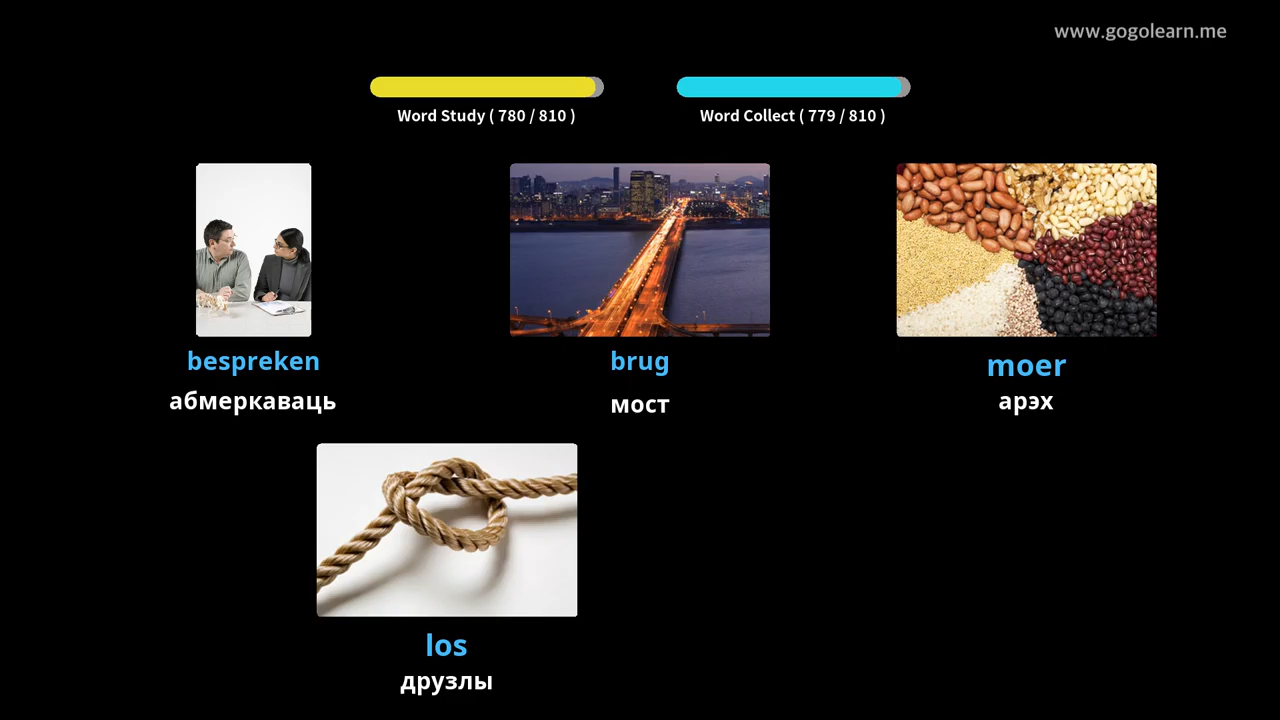 www.gogolearn.me
Word Study ( 780 / 810 )
Word Collect ( 779 / 810 )
bespreken
абмеркаваць
brug
мост
moer
арэх
los
друзлы